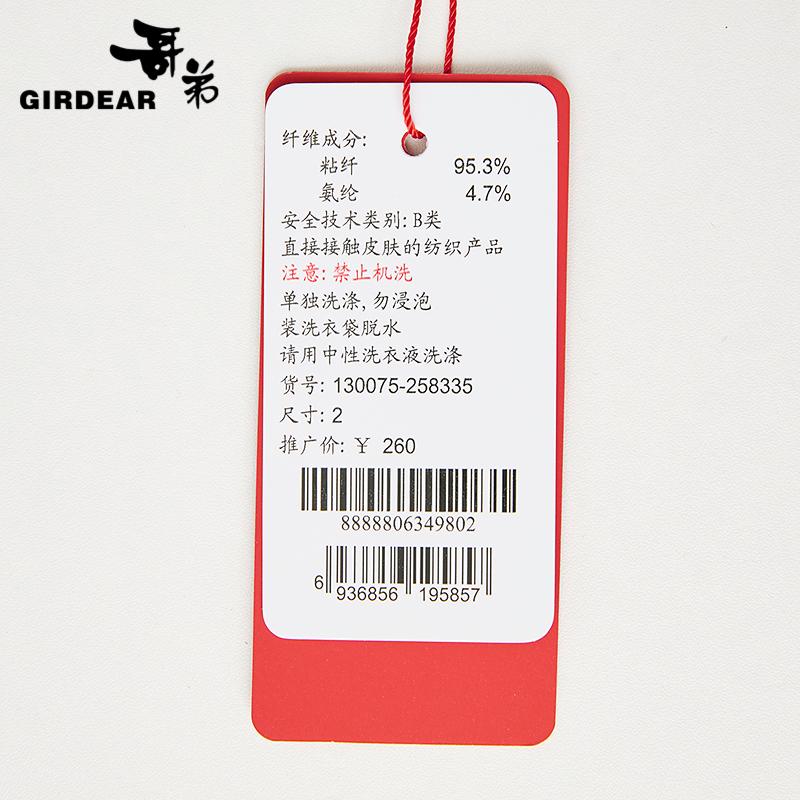 哥弟
GIRDEAR
纤维成分:
粘纤 95.3%
氨纶 4.7%
安全技术类别: B类
直接接触皮肤的纺织产品
注意: 禁止机洗
单独洗涤, 勿浸泡
装洗衣袋脱水
请用中性洗衣液洗涤
货号: 130075-258335
尺寸: 2
推广价: ￥ 260
8888806349802
6 936856 195857